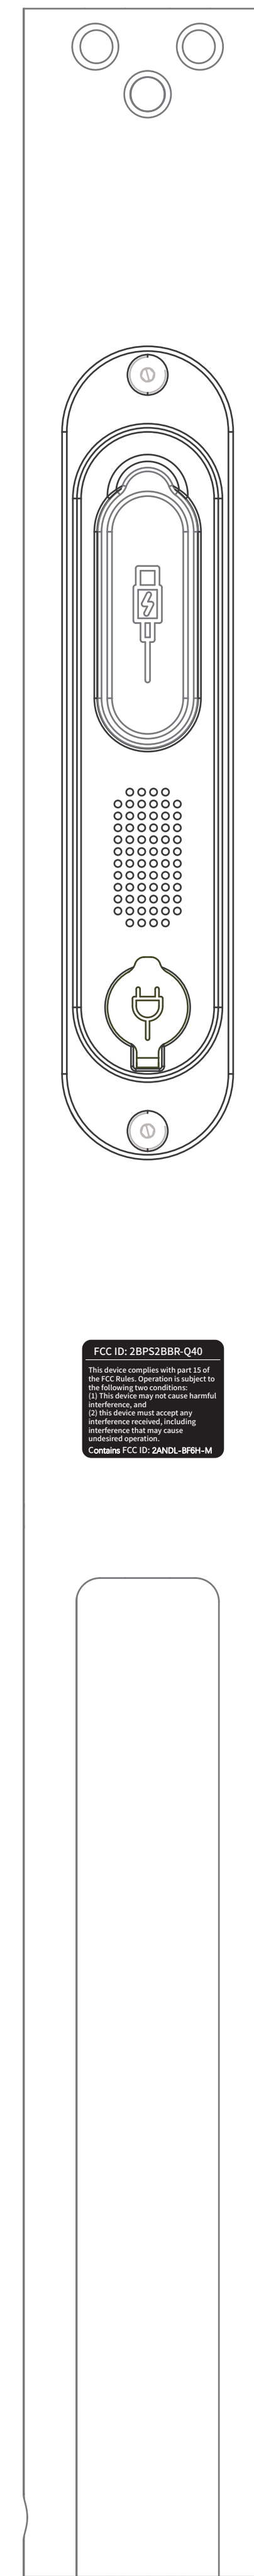 FCC ID: 2BPS2BBR-Q40
This device complies with part 15 of
the FCC Rules. Operation is subject to
the following two conditions:
(1) This device may not cause harmful
interference, and
(2) this device must accept any
interference received, including
interference that may cause
undesired operation.
Contains FCC ID: 2ANDL-BF6H-M